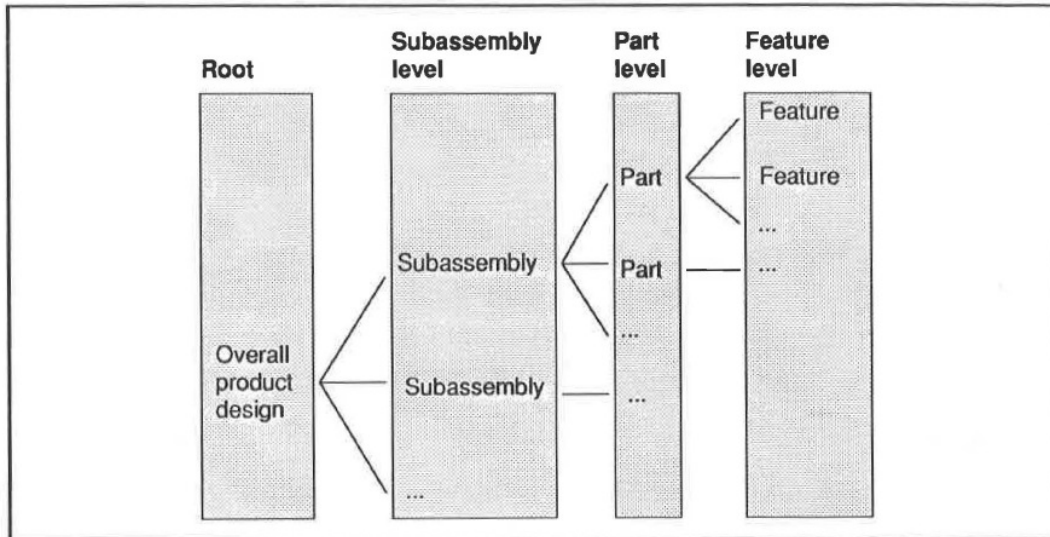 Root
Subassembly
level
Part
level
Feature
level
Overall
product
design
Subassembly
Subassembly
...
Part
Part
...
...
Feature
Feature
...
...